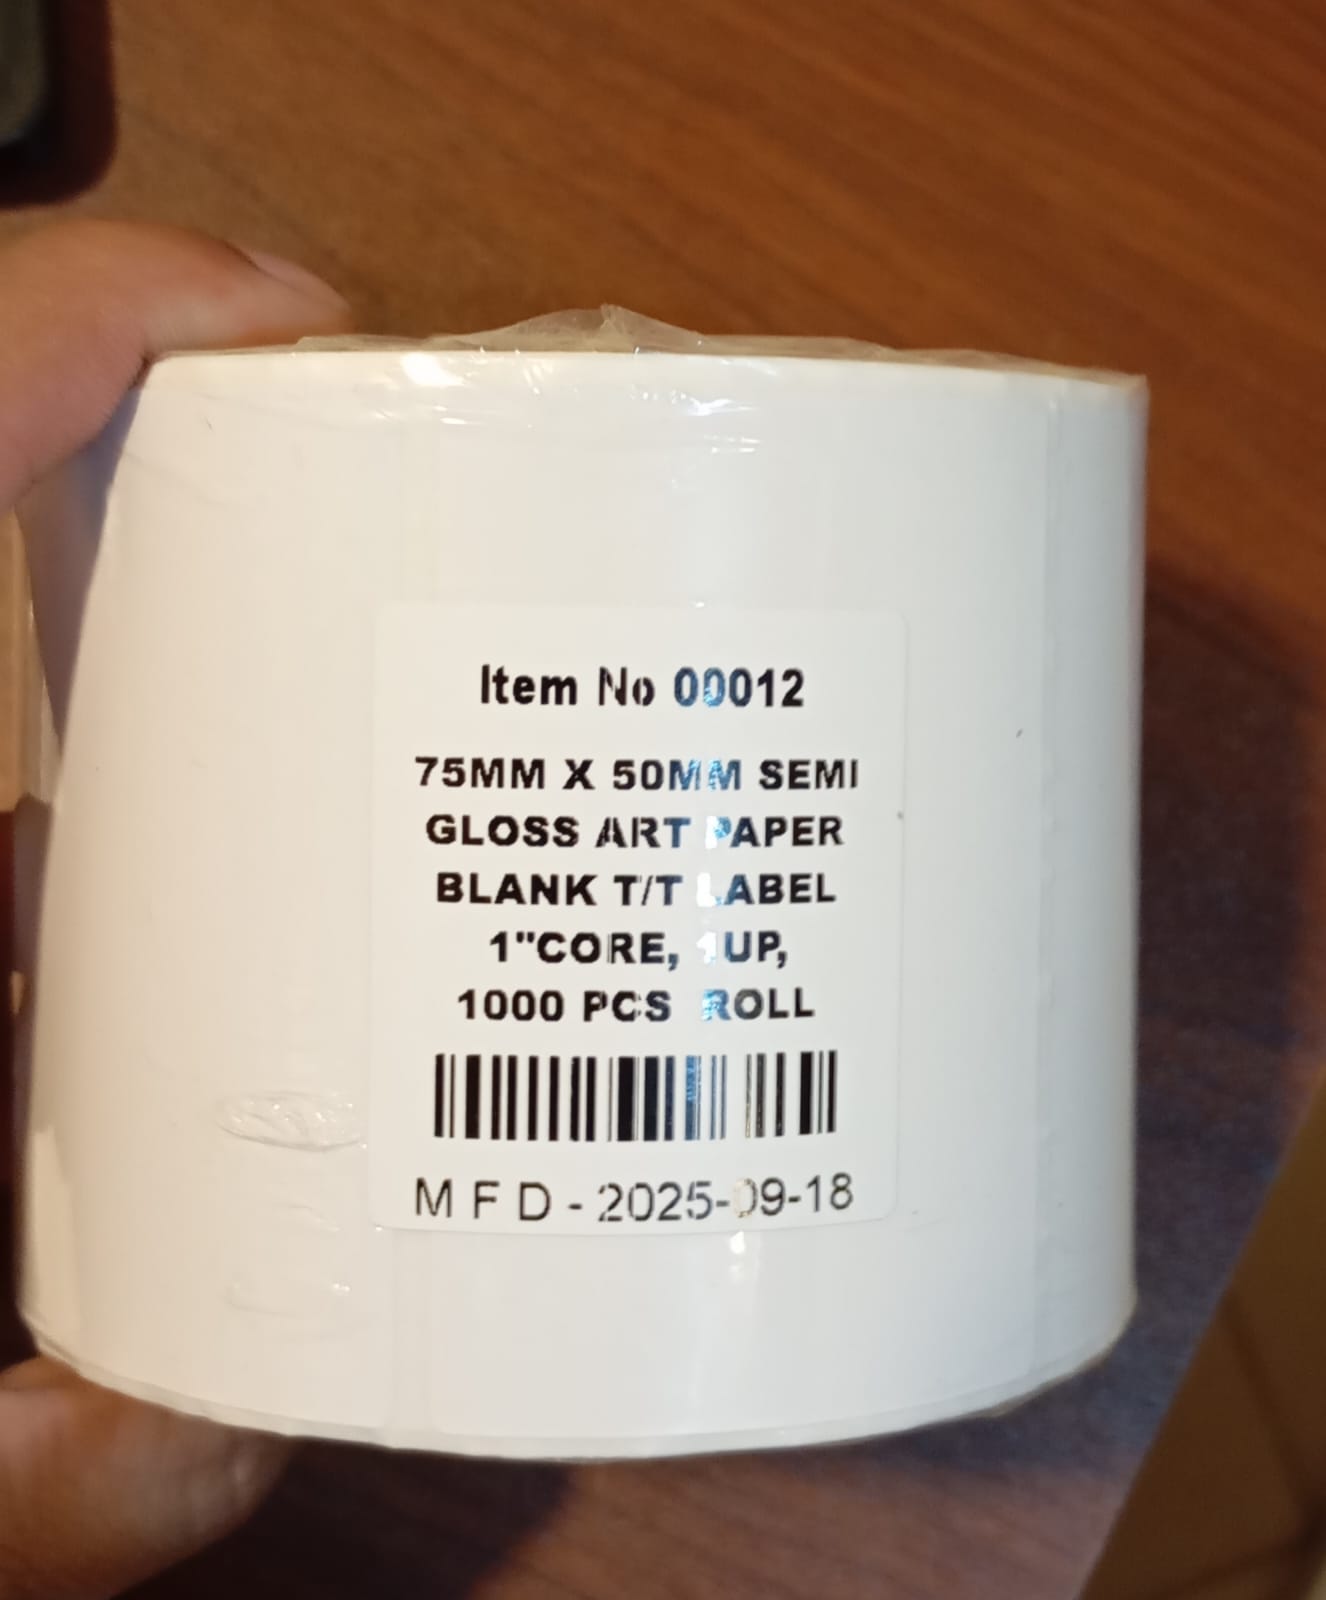 Item No 00012
75MM X 50MM SEMI
GLOSS ART PAPER
BLANK T/T LABEL
1"CORE, 1UP,
1000 PCS ROLL
M F D - 2025-09-18